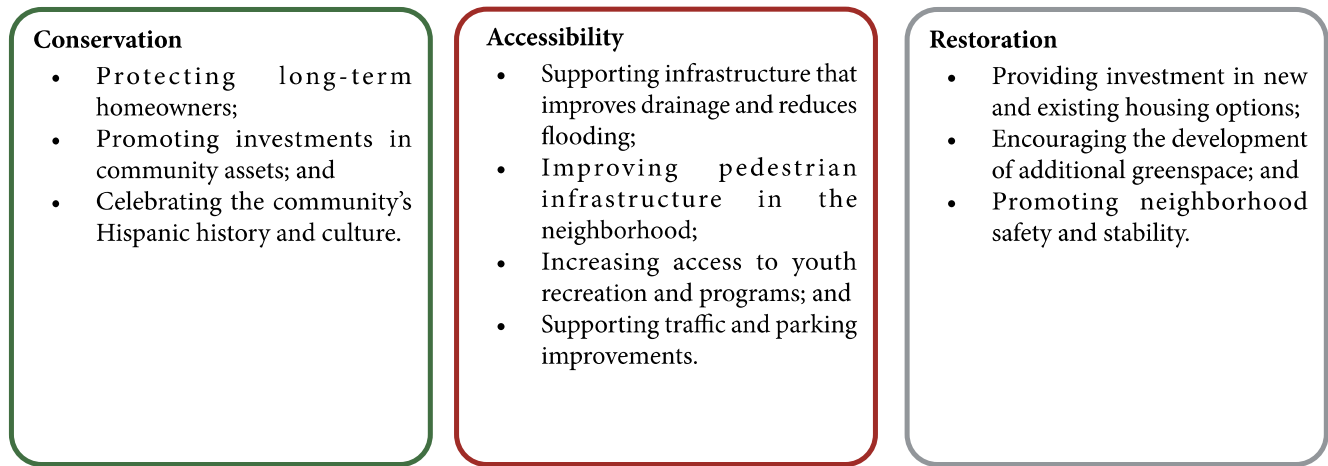 Conservation
• Protecting long-term
homeowners;
• Promoting investments in
community assets; and
• Celebrating the community’s
Hispanic history and culture.
Accessibility
• Supporting infrastructure that
improves drainage and reduces
flooding;
• Improving pedestrian
infrastructure in the
neighborhood;
• Increasing access to youth
recreation and programs; and
• Supporting traffic and parking
improvements.
Restoration
• Providing investment in new
and existing housing options;
• Encouraging the development
of additional greenspace; and
• Promoting neighborhood
safety and stability.